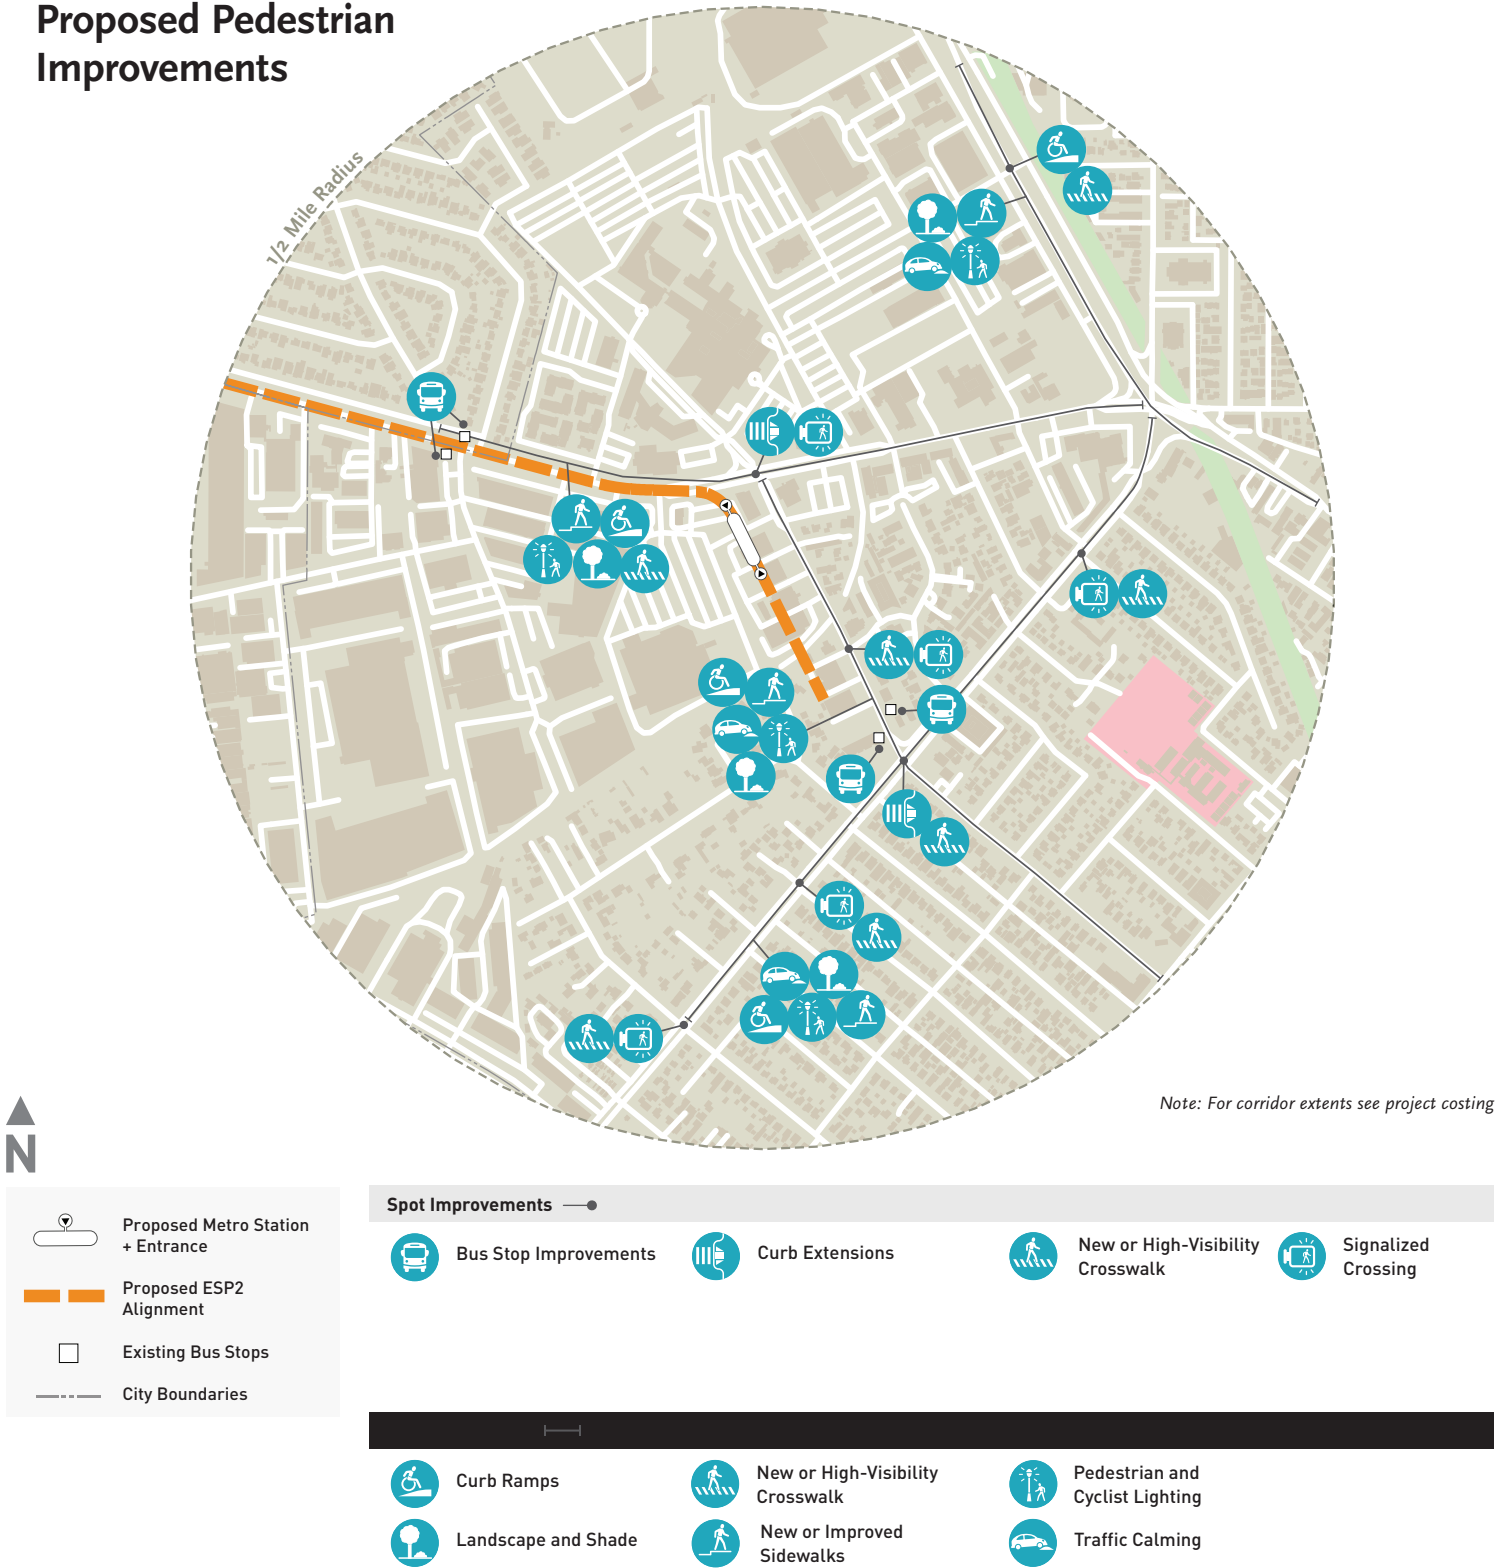 Proposed Pedestrian
Improvements
1/2 Mile Radius
Note: For corridor extents see project costing
N
Proposed Metro Station
+ Entrance
Proposed ESP2
Alignment
Existing Bus Stops
City Boundaries
Spot Improvements
Bus Stop Improvements
Curb Extensions
New or High-Visibility
Crosswalk
Signalized
Crossing
Curb Ramps
New or High-Visibility
Crosswalk
Pedestrian and
Cyclist Lighting
Landscape and Shade
New or Improved
Sidewalks
Traffic Calming